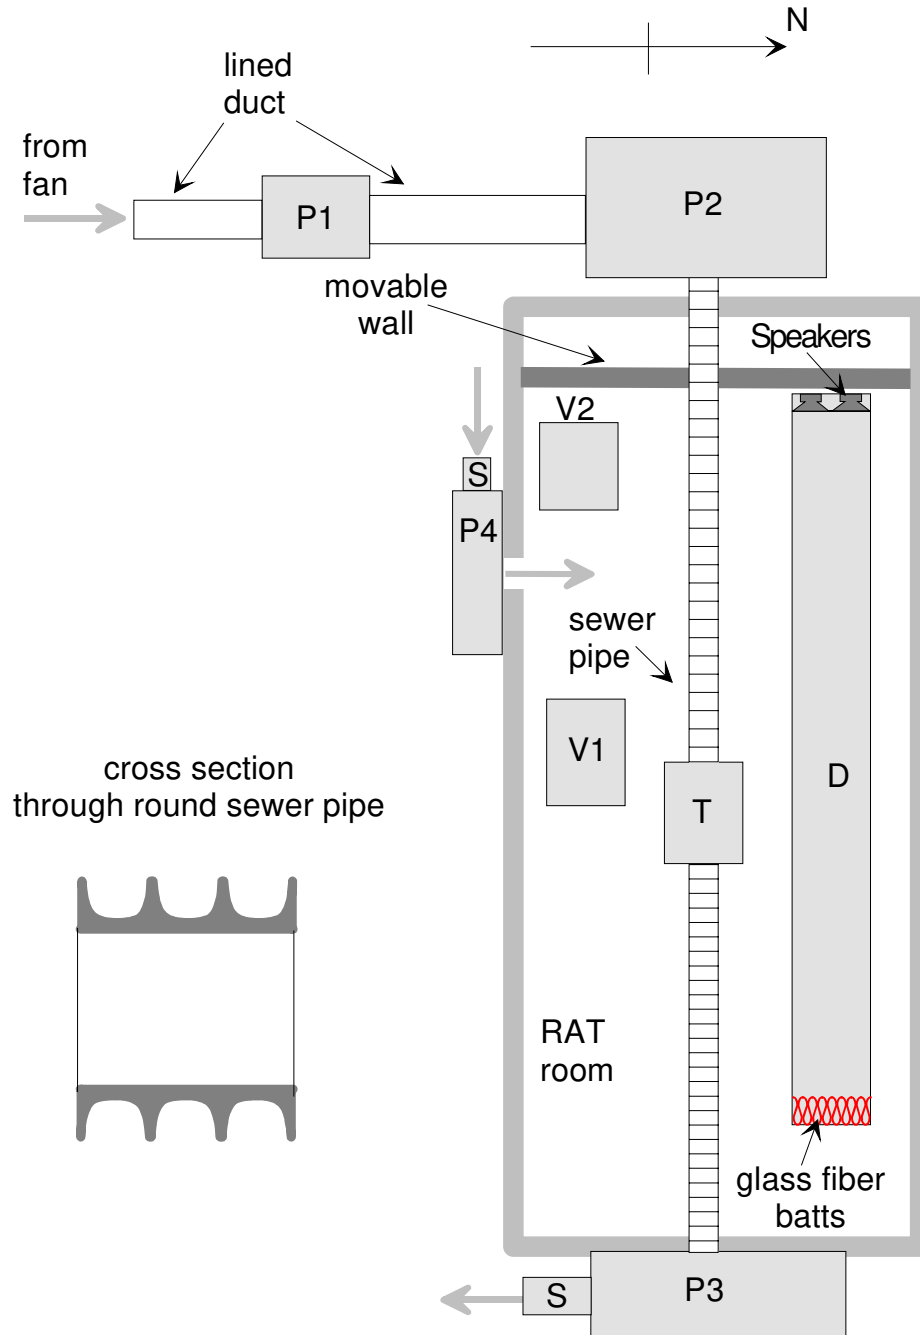 N
lined
duct
from
fan
P1
P2
movable
wall
Speakers
V2
S
P4
sewer
pipe
V1
cross section
through round sewer pipe
D
T
RAT
room
glass fiber
batts
S
P3